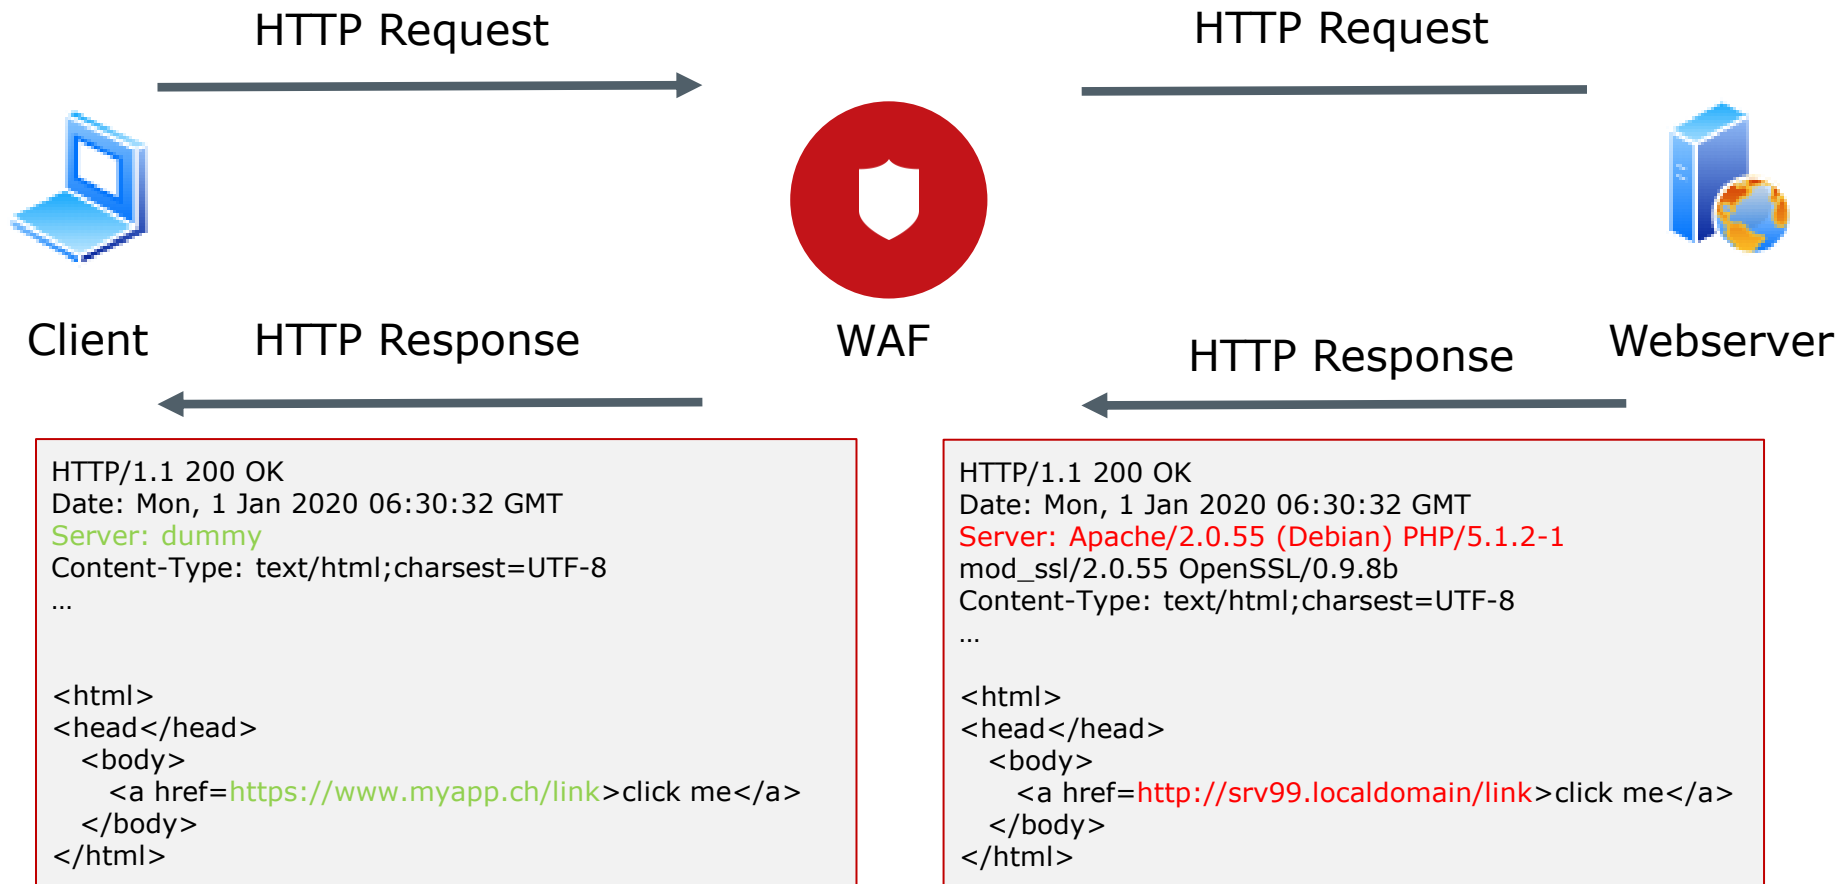 HTTP Request
HTTP Request
Client
HTTP Response
WAF
HTTP Response
Webserver
HTTP/1.1 200 OK
Date: Mon, 1 Jan 2020 06:30:32 GMT
Server: dummy
Content-Type: text/html;charsest=UTF-8
…
<html>
<head</head>
<body>
<a href=https://www.myapp.ch/link>click me</a>
</body>
</html>
HTTP/1.1 200 OK
Date: Mon, 1 Jan 2020 06:30:32 GMT
Server: Apache/2.0.55 (Debian) PHP/5.1.2-1
mod_ssl/2.0.55 OpenSSL/0.9.8b
Content-Type: text/html;charsest=UTF-8
…
<html>
<head</head>
<body>
<a href=http://srv99.localdomain/link>click me</a>
</body>
</html>